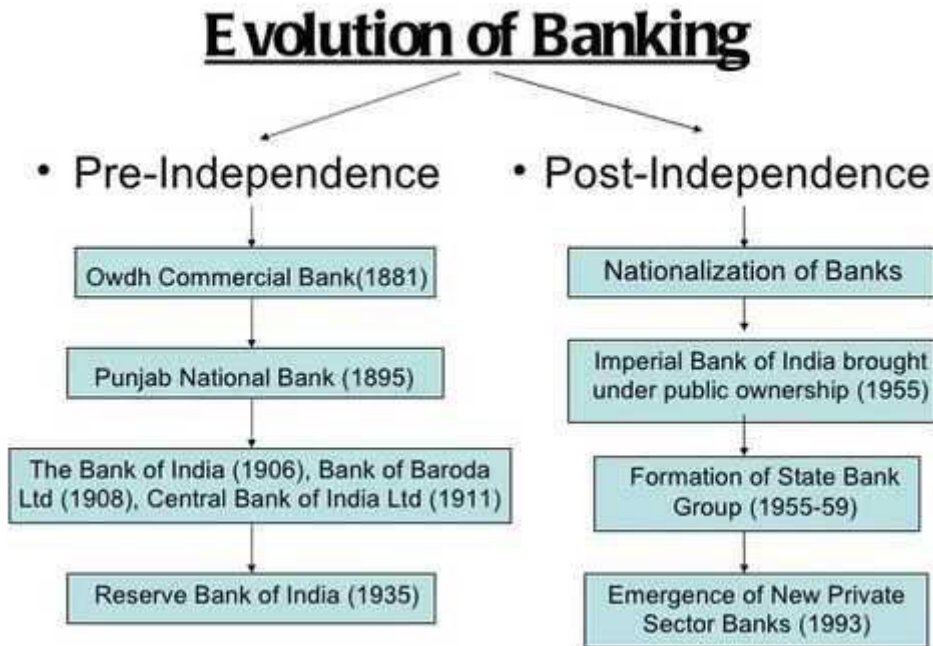 Evolution of Banking
• Pre-Independence
Owdh Commercial Bank(1881)
Punjab National Bank (1895)
The Bank of India (1906), Bank of Baroda
Ltd (1908), Central Bank of India Ltd (1911)
Reserve Bank of India (1935)
• Post-Independence
Nationalization of Banks
Imperial Bank of India brought
under public ownership (1955)
Formation of State Bank
Group (1955-59)
Emergence of New Private
Sector Banks (1993)